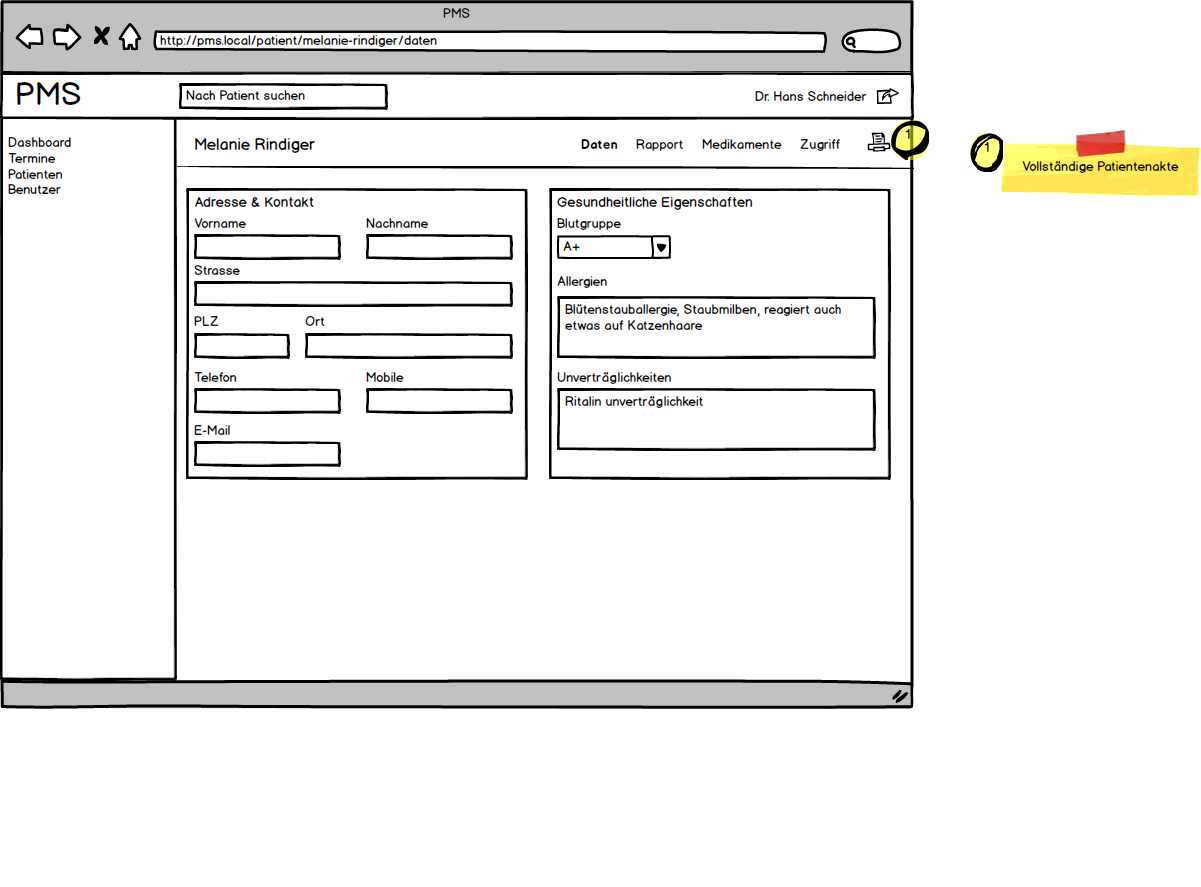 PMS
http://pms.local/patient/melanie-rindiger/daten
PMS
Nach Patient suchen
Dr. Hans Schneider
Dashboard
Termine
Patienten
Benutzer
Melanie Rindiger
Daten Rapport Medikamente Zugriff
1
1
Vollständige Patientenakte
Adresse & Kontakt
Vorname Nachname
Strasse
PLZ Ort
Telefon Mobile
E-Mail
Gesundheitliche Eigenschaften
Blutgruppe
A+
Allergien
Blütenstauballergie, Staubmilben, reagiert auch
etwas auf Katzenhaare
Unverträglichkeiten
Ritalin unverträglichkeit